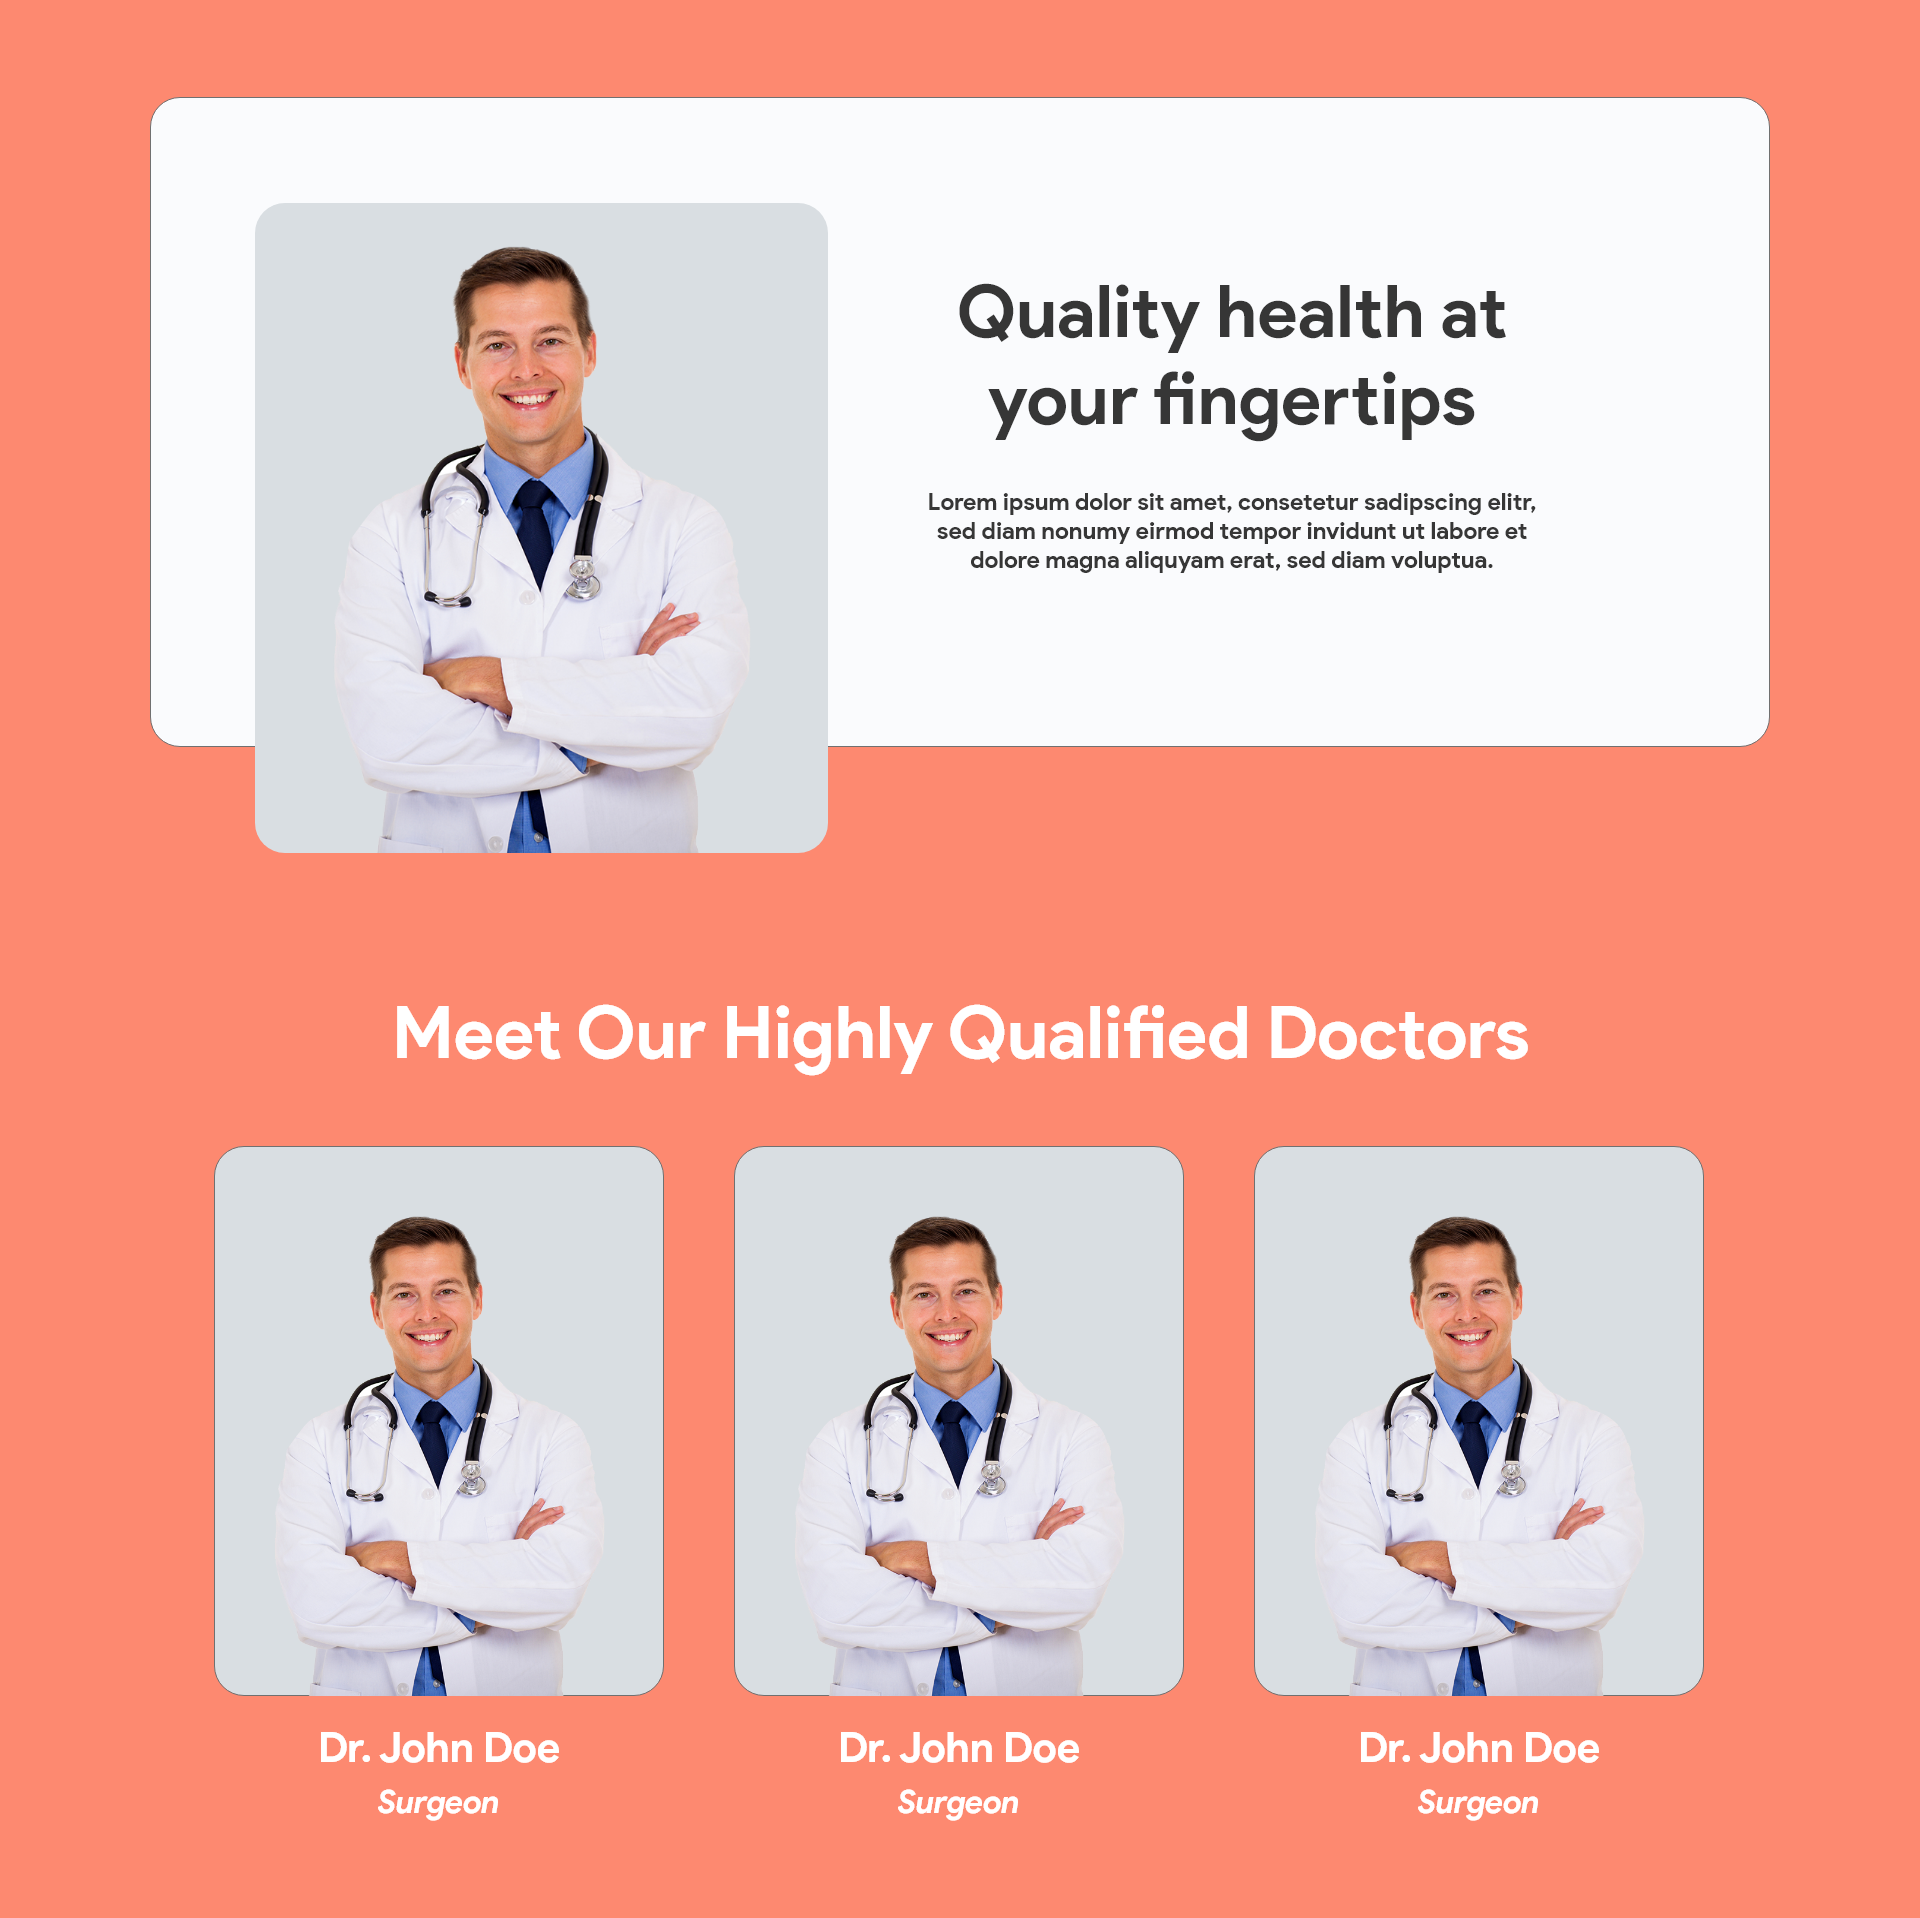 Quality health at
your fingertips
Lorem ipsum dolor sit amet, consetetur sadipscing elitr,
sed diam nonumy eirmod tempor invidunt ut labore et
dolore magna aliquyam erat, sed diam voluptua.
Meet Our Highly Qualified Doctors
Dr. John Doe
Surgeon
Dr. John Doe
Surgeon
Dr. John Doe
Surgeon